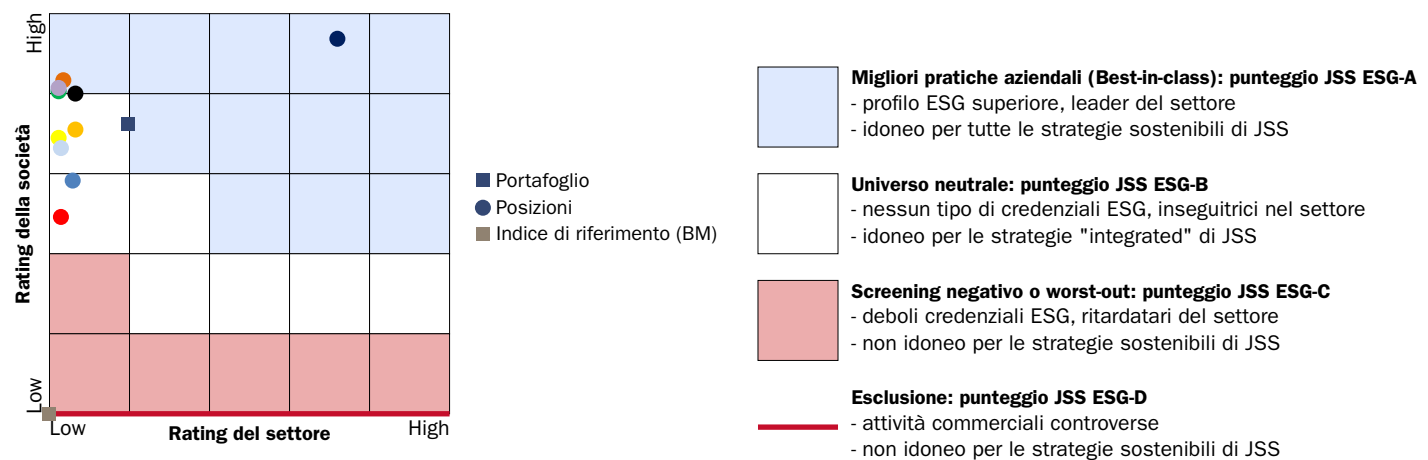 High
Rating della società
Low
Low
Rating del settore
High
Portafoglio
Posizioni
Indice di riferimento (BM)
Migliori pratiche aziendali (Best-in-class): punteggio JSS ESG-A
- profilo ESG superiore, leader del settore
- idoneo per tutte le strategie sostenibili di JSS
Universo neutrale: punteggio JSS ESG-B
- nessun tipo di credenziali ESG, inseguitrici nel settore
- idoneo per le strategie "integrated" di JSS
Screening negativo o worst-out: punteggio JSS ESG-C
- deboli credenziali ESG, ritardatari del settore
- non idoneo per le strategie sostenibili di JSS
Esclusione: punteggio JSS ESG-D
- attività commerciali controverse
- non idoneo per le strategie sostenibili di JSS